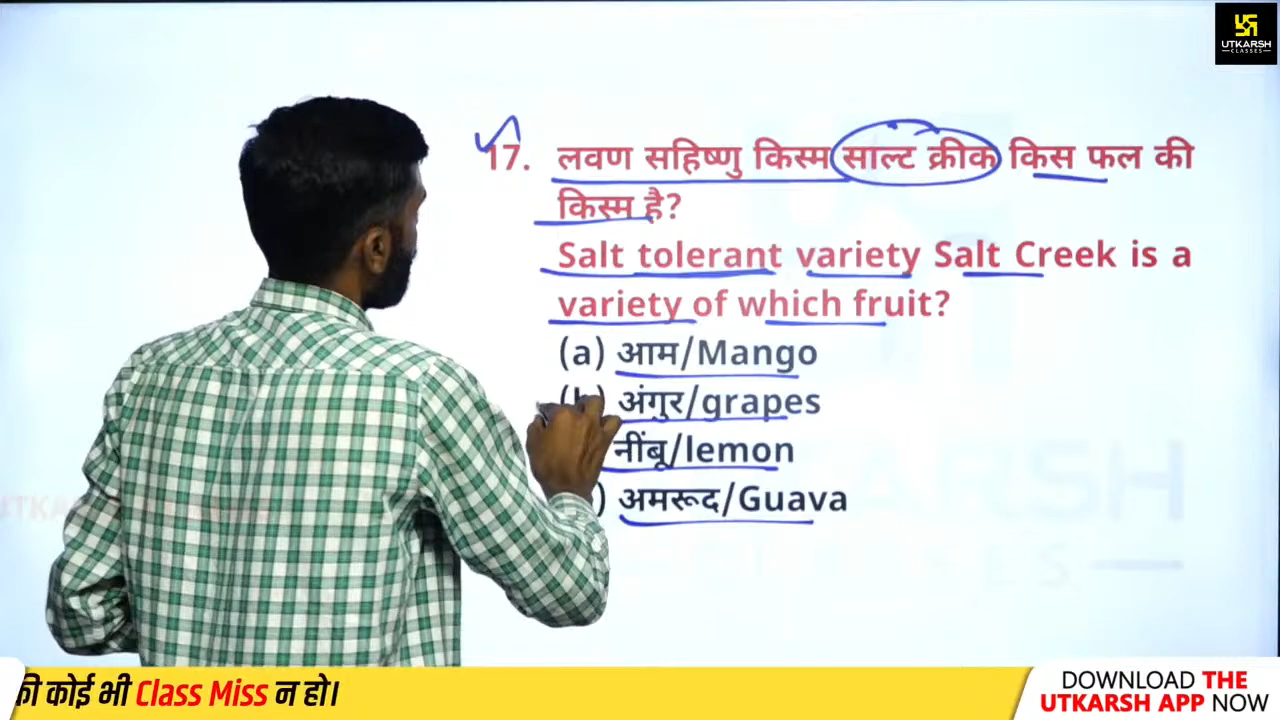 UTKARSH
CLASSES
17. लवण सहिष्णु किस्म साल्ट क्रीक किस फल की
किस्म है?
Salt tolerant variety Salt Creek is a
variety of which fruit?
(a) आम/Mango
(b) अंगुर/grapes
नींबू/lemon
) अमरूद/Guava
की कोई भी Class Miss न हो।
DOWNLOAD THE
UTKARSH APP NOW